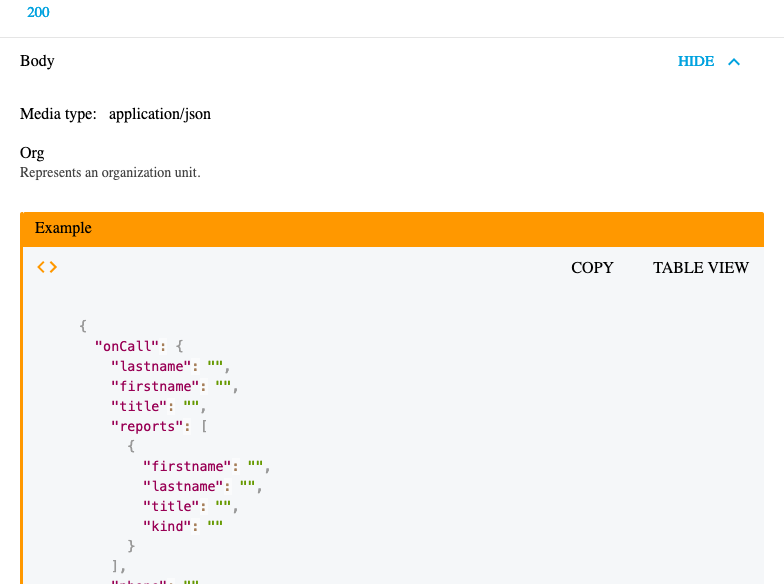 200
Body HIDE
Media type: application/json
Org
Represents an organization unit.
Example
<> COPY TABLE VIEW
{
"onCall": {
"lastname": "",
"firstname": "",
"title": "",
"reports": [
{
"firstname": "",
"lastname": "",
"title": "",
"kind": ""
}
],